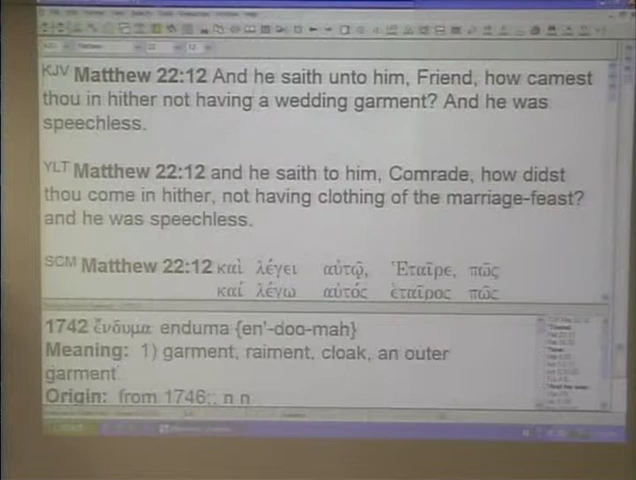 KJV Matthew 22:12 And he saith unto him, Friend, how camest
thou in hither not having a wedding garment? And he was
speechless.
YLT Matthew 22:12 and he saith to him, Comrade, how didst
thou come in hither, not having clothing of the marriage-feast?
and he was speechless.
SCM Matthew 22:12 καὶ λέγει αὐτῷ, Ἑταῖρε, πῶς
καί λέγω αὐτός ἑταῖρος πῶς
1742 ἔνδυμα enduma {en'-doo-mah}
Meaning: 1) garment, raiment, cloak, an outer
garment
Origin: from 1746;, n n